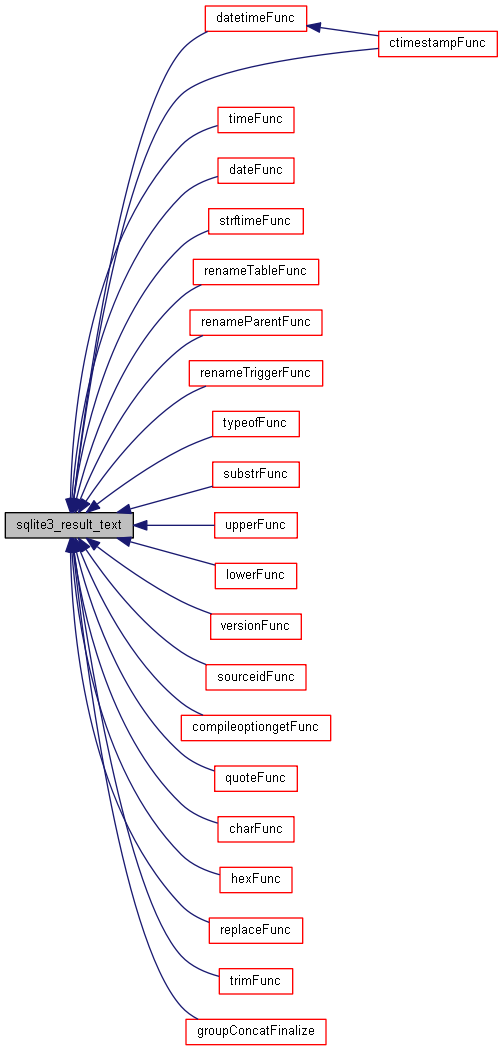 datetimeFunc
ctimestampFunc
timeFunc
dateFunc
strftimeFunc
renameTableFunc
renameParentFunc
renameTriggerFunc
typeofFunc
substrFunc
sqlite3_result_text
upperFunc
lowerFunc
versionFunc
sourceidFunc
compileoptiongetFunc
quoteFunc
charFunc
hexFunc
replaceFunc
trimFunc
groupConcatFinalize